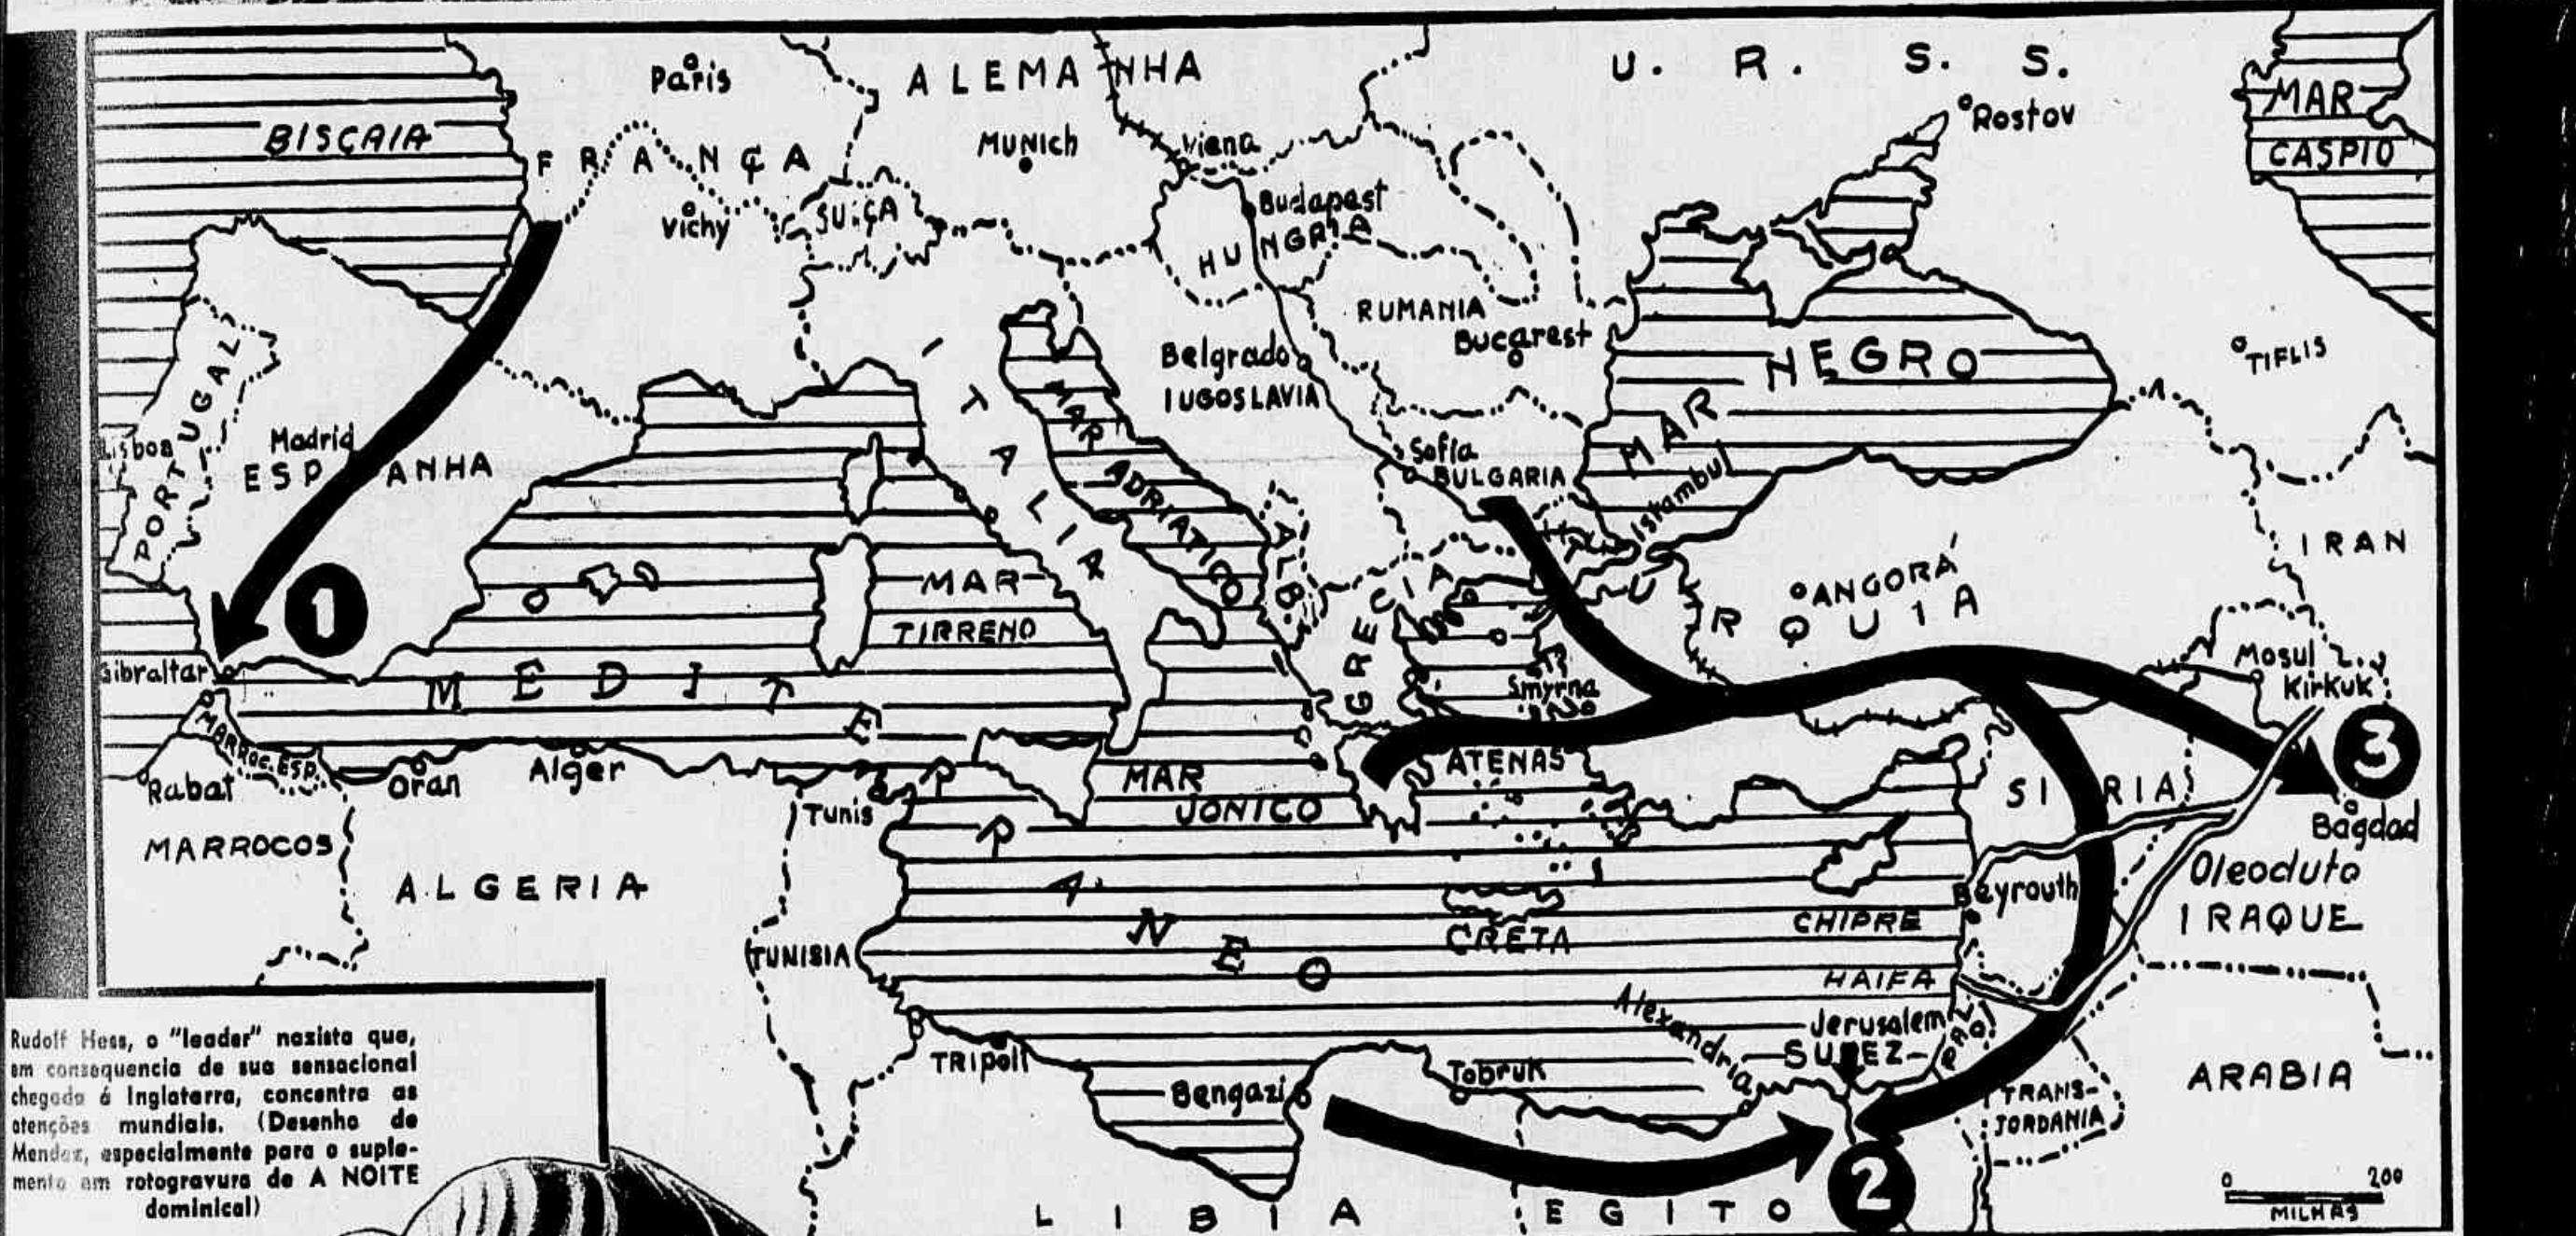 BISCAIA
Paris
ALEMANHA
U. R. S. S.
MAR
CASPIO
Rostov
MUNich
Viena
FRANÇA
Vichy
SUIÇA
Budapest
HUNGRIA
RUMANIA
Bucarest
MAR NEGRO
TIFLIS
Belgrado
IUGOSLAVIA
PORTUGAL
Lisboa
Madrid
ESPANHA
ITALIA
MAR ADRIATICO
Sofia
BULGARIA
Istambul
ALB.
GRECIA
TURQUIA
ANGORA
IRAN
1
MAR
TIRRENO
Gibraltar
MEDITERRANEO
Smyrna
Mosul
Kirkuk
3
MARROC. ESP.
Rabat
Oran
Alger
Tunis
MAR
JONICO
ATENAS
SIRIA
Bagdad
MARROCOS
ALGERIA
Oleoduto
IRAQUE
Beyrouth
CHIPRE
CRETA
TUNISIA
HAIFA
Alexandria
Jerusalem
SUEZ
TRIPoli
Bengazi
Tobruk
TRANS-
JORDANIA
ARABIA
2
LIBIA
EGITO
0 200
MILHAS
Rudolf Hess, o "leader" nazista que,
em consequencia de sua sensacional
chegada á Inglaterra, concentra as
atenções mundiais. (Desenho de
Mendez, especialmente para o suple-
mento em rotogravura de A NOITE
dominical)